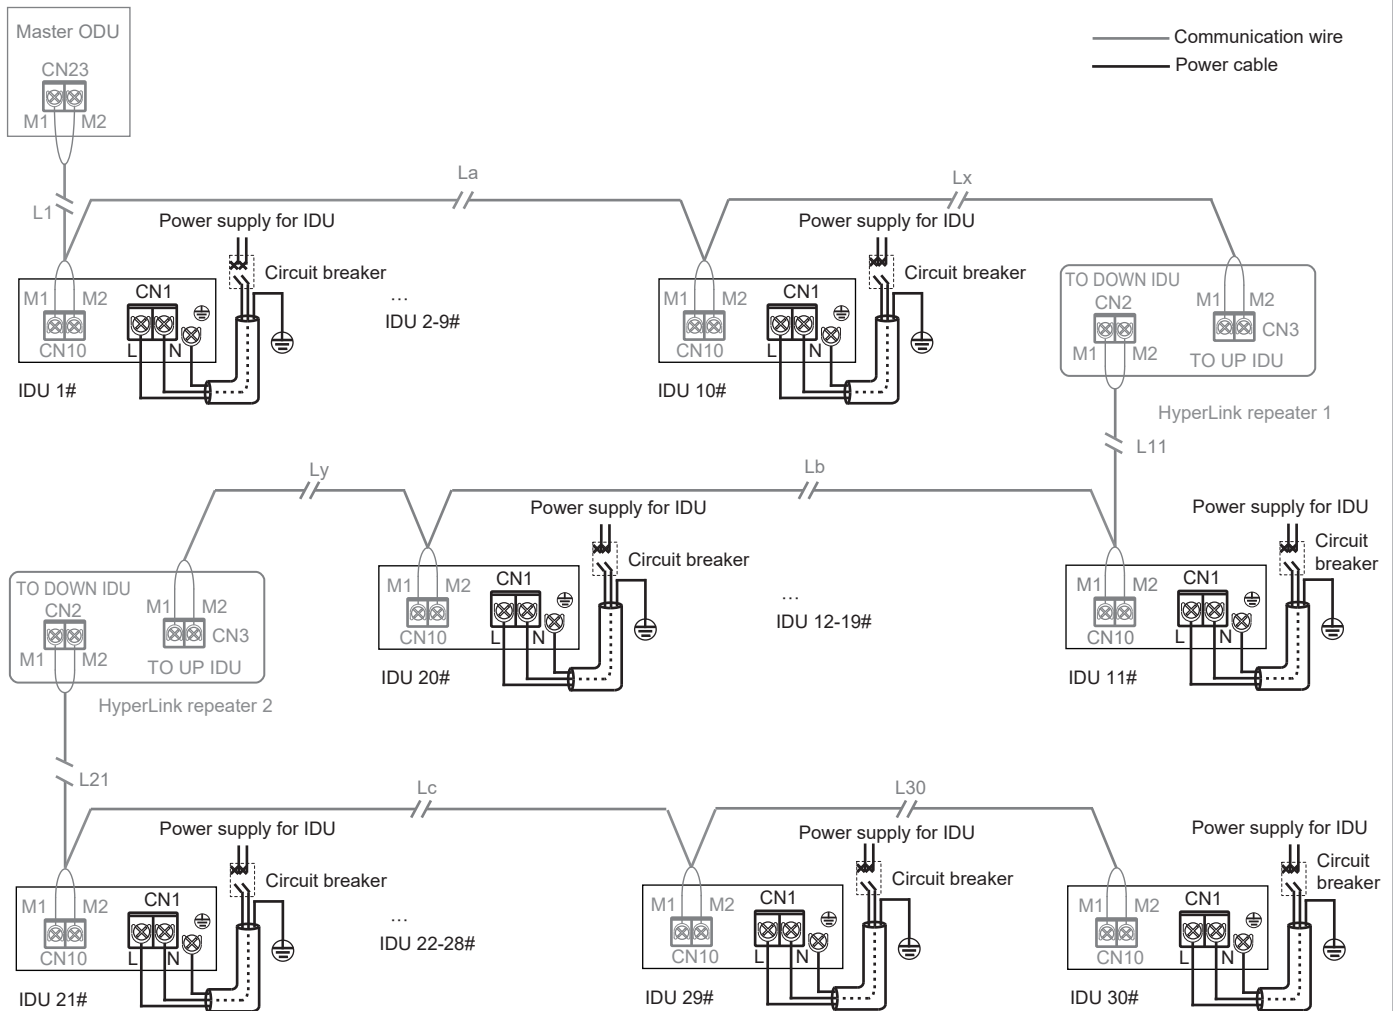 Master ODU
CN23
M1 M2
Communication wire
Power cable
La
Lx
L1
Power supply for IDU
Power supply for IDU
Circuit breaker
Circuit breaker
M1 M2
CN1
CN10
L N
IDU 1#
...
IDU 2-9#
M1 M2
CN1
CN10
L N
IDU 10#
TO DOWN IDU
CN2
M1 M2
M1 M2
CN3
TO UP IDU
HyperLink repeater 1
L11
Ly
Lb
Power supply for IDU
Circuit breaker
Power supply for IDU
Circuit
breaker
TO DOWN IDU
CN2
M1 M2
M1 M2
CN3
TO UP IDU
HyperLink repeater 2
M1 M2
CN1
CN10
L N
IDU 20#
...
IDU 12-19#
M1 M2
CN1
CN10
L N
IDU 11#
L21
Lc
L30
Power supply for IDU
Circuit breaker
Power supply for IDU
Circuit breaker
Power supply for IDU
Circuit
breaker
M1 M2
CN1
CN10
L N
IDU 21#
...
IDU 22-28#
M1 M2
CN1
CN10
L N
IDU 29#
M1 M2
CN1
CN10
L N
IDU 30#